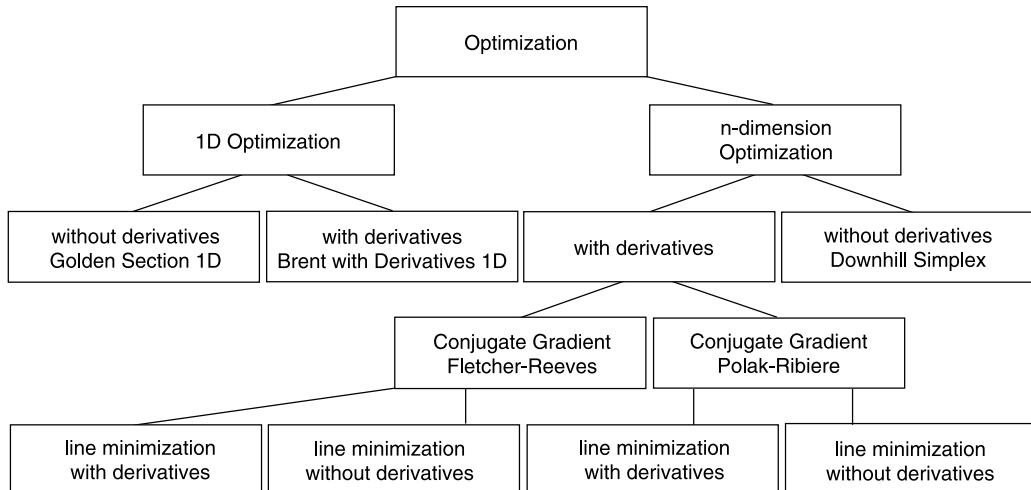 Optimization
1D Optimization
n-dimension
Optimization
without derivatives
Golden Section 1D
with derivatives
Brent with Derivatives 1D
with derivatives
without derivatives
Downhill Simplex
Conjugate Gradient
Fletcher-Reeves
Conjugate Gradient
Polak-Ribiere
line minimization
with derivatives
line minimization
without derivatives
line minimization
with derivatives
line minimization
without derivatives